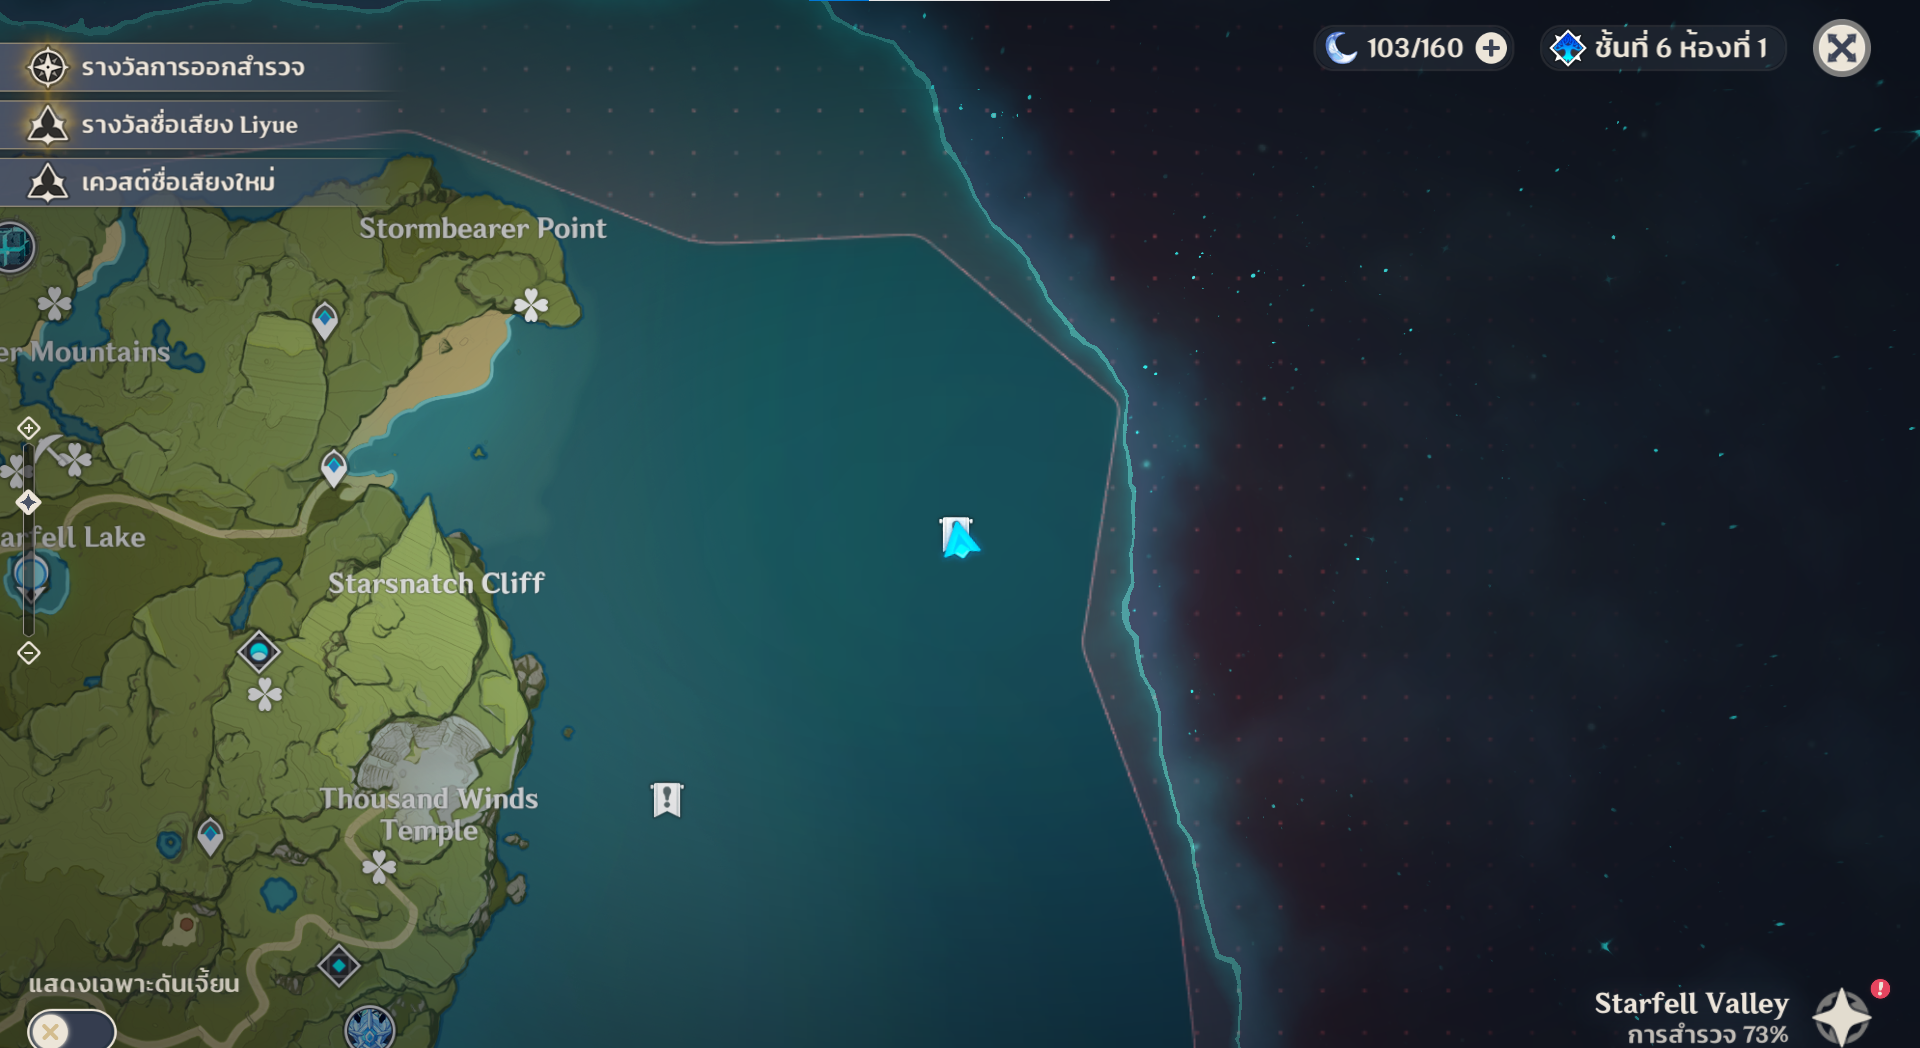 รางวัลการออกสำรวจ
รางวัลชื่อเสียง Liyue
เควสต์ชื่อเสียงใหม่
103/160
ชั้นที่ 6 ห้องที่ 1
Stormbearer Point
er Mountains
arfell Lake
Starsnatch Cliff
Thousand Winds
Temple
แสดงเฉพาะดันเจี้ยน
Starfell Valley
การสำรวจ 73%